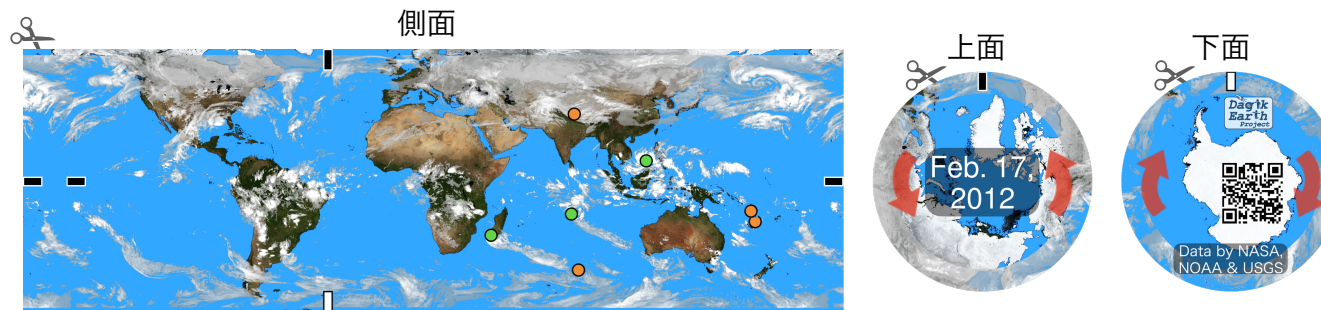 側面
上面
下面
Feb. 17,
2012
Dagik
Earth
Project
Data by NASA,
NOAA & USGS